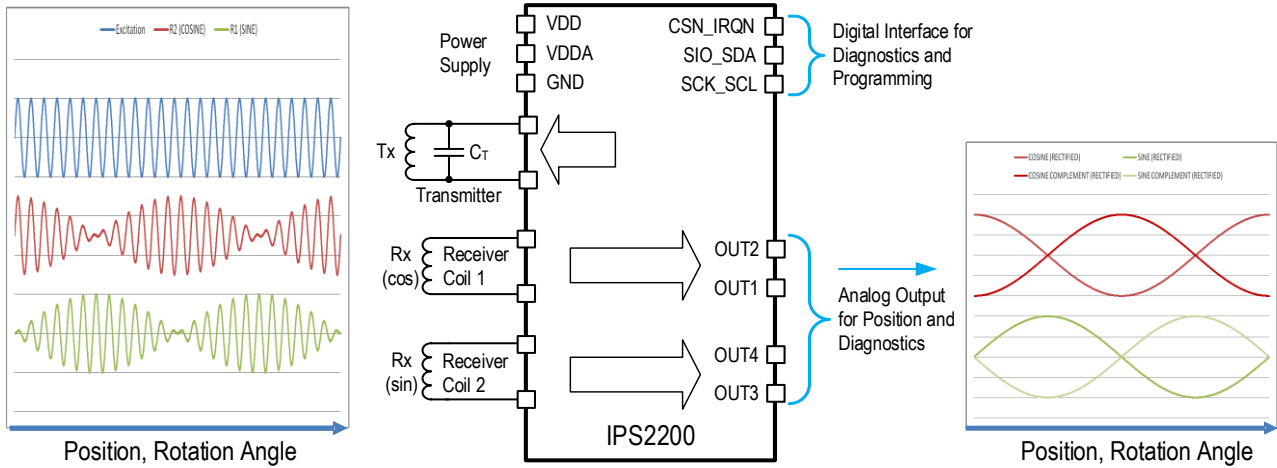 Excitation R2 (COSINE) R1 (SINE)
Position, Rotation Angle
Power
Supply
VDD
VDDA
GND
Tx
CT
Transmitter
Rx
(cos)
Receiver
Coil 1
Rx
(sin)
Receiver
Coil 2
CSN_IRQN
SIO_SDA
SCK_SCL
OUT2
OUT1
OUT4
OUT3
IPS2200
Digital Interface for
Diagnostics and
Programming
Analog Output
for Position and
Diagnostics
COSINE (RECTIFIED) SINE (RECTIFIED)
COSINE COMPLEMENT (RECTIFIED) SINE COMPLEMENT (RECTIFIED)
Position, Rotation Angle